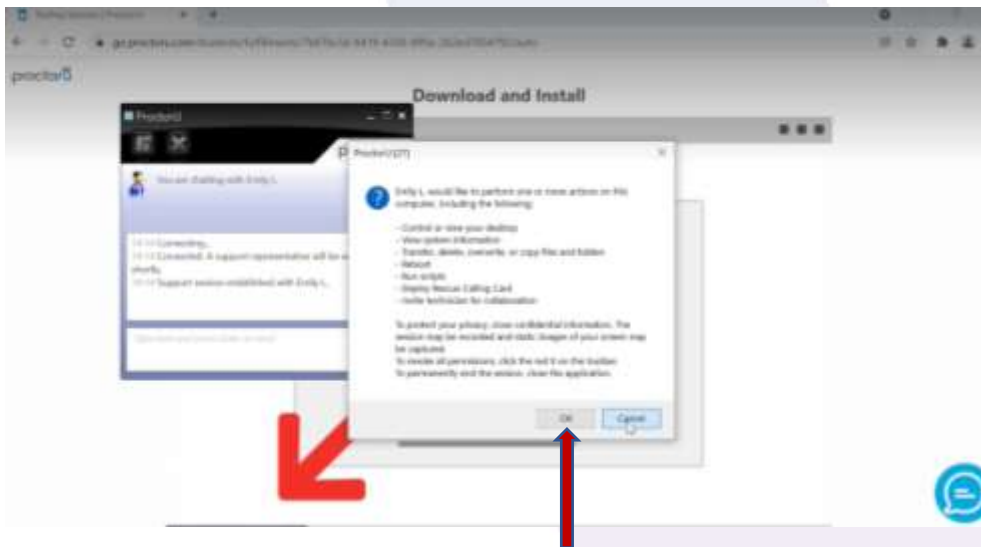 proctorU
Download and Install
ProctorU
You are chatting with Emily L.
Connecting...
Connected. A support representative will be
shortly.
Support session established with Emily L.
ProctorU
Emily L. would like to perform one or more actions on this
computer, including the following:
- Control or view your desktop
- View system information
- Transfer, delete, overwrite, or copy files and folders
- Reboot
- Run scripts
- Deploy Rescue Calling Card
- Invite technician for collaboration
To protect your privacy, close confidential information. The
session may be recorded and static images of your screen may
be captured.
To revoke all permissions, click the red X on the toolbar.
To permanently end the session, close the application.
OK
Cancel